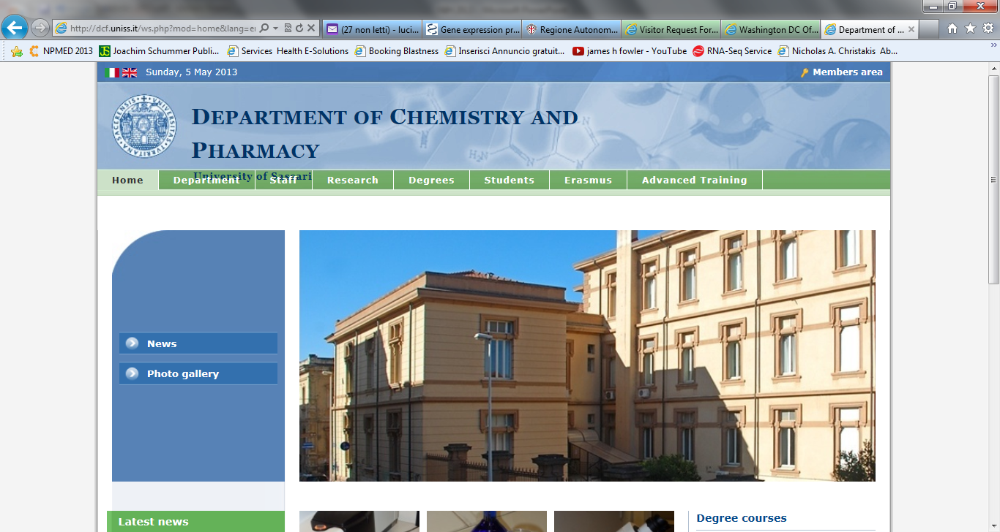 http://dcf.uniss.it/ws.php?mod=home&lang=e
(27 non letti) - luci...
Gene expression pr...
Regione Autonom...
Visitor Request For...
Washington DC Of...
Department of ...
NPMED 2013
Joachim Schummer Publi...
Services Health E-Solutions
Booking Blastness
Inserisci Annuncio gratuit...
james h fowler - YouTube
RNA-Seq Service
Nicholas A. Christakis Ab...
Sunday, 5 May 2013
Members area
Department of Chemistry and
Pharmacy
University of Sassari
Home
Department
Staff
Research
Degrees
Students
Erasmus
Advanced Training
News
Photo gallery
Latest news
Degree courses